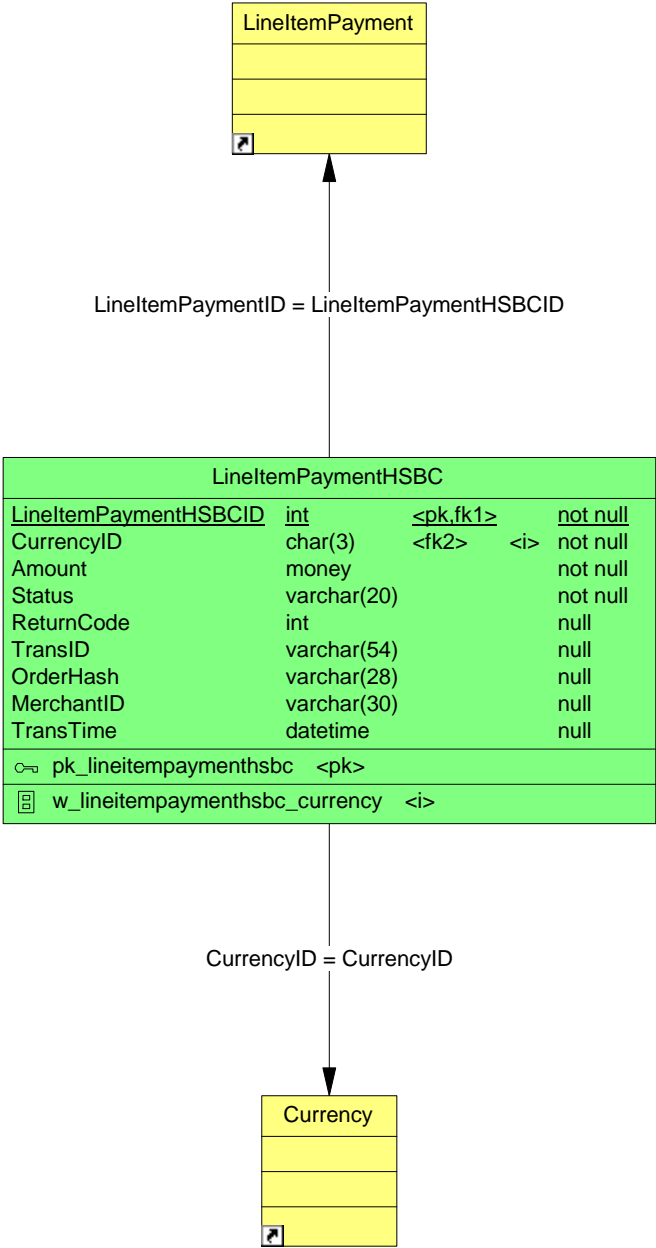 LineItemPayment
LineItemPaymentID = LineItemPaymentHSBCID
LineItemPaymentHSBC
LineItemPaymentHSBCID int <pk,fk1> not null
CurrencyID char(3) <fk2> <i> not null
Amount money not null
Status varchar(20) not null
ReturnCode int null
TransID varchar(54) null
OrderHash varchar(28) null
MerchantID varchar(30) null
TransTime datetime null
pk_lineitempaymenthsbc <pk>
w_lineitempaymenthsbc_currency <i>
CurrencyID = CurrencyID
Currency